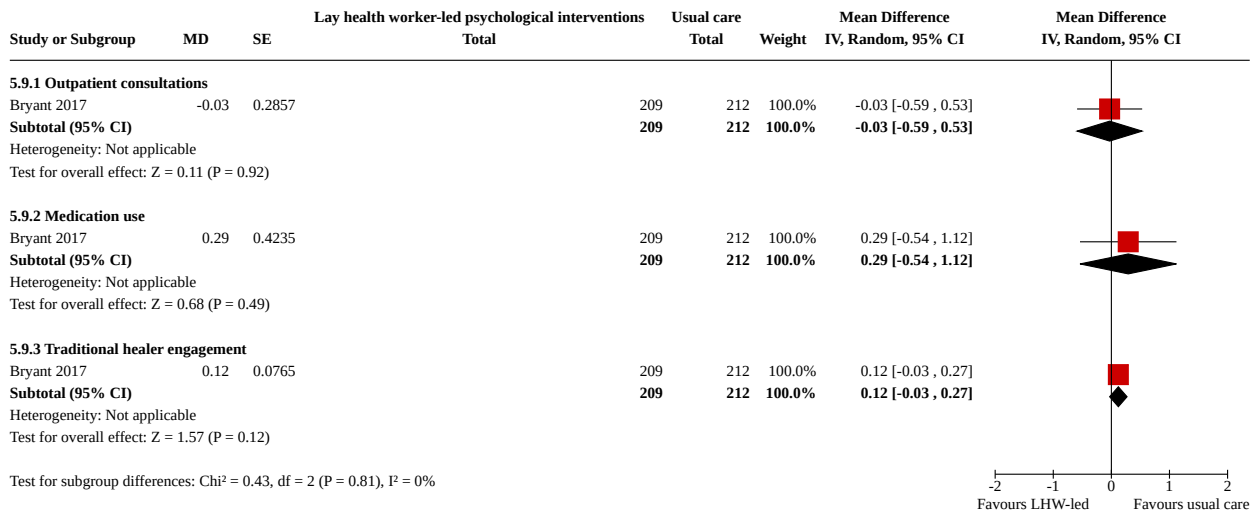 Lay health worker-led psychological interventions Usual care Mean Difference Mean Difference
Study or Subgroup MD SE Total Total Weight IV, Random, 95% CI IV, Random, 95% CI
5.9.1 Outpatient consultations
Bryant 2017 -0.03 0.2857 209 212 100.0% -0.03 [-0.59 , 0.53]
Subtotal (95% CI) 209 212 100.0% -0.03 [-0.59 , 0.53]
Heterogeneity: Not applicable
Test for overall effect: Z = 0.11 (P = 0.92)
5.9.2 Medication use
Bryant 2017 0.29 0.4235 209 212 100.0% 0.29 [-0.54 , 1.12]
Subtotal (95% CI) 209 212 100.0% 0.29 [-0.54 , 1.12]
Heterogeneity: Not applicable
Test for overall effect: Z = 0.68 (P = 0.49)
5.9.3 Traditional healer engagement
Bryant 2017 0.12 0.0765 209 212 100.0% 0.12 [-0.03 , 0.27]
Subtotal (95% CI) 209 212 100.0% 0.12 [-0.03 , 0.27]
Heterogeneity: Not applicable
Test for overall effect: Z = 1.57 (P = 0.12)
Test for subgroup differences: Chi² = 0.43, df = 2 (P = 0.81), I² = 0%
-2 -1 0 1 2
Favours LHW-led Favours usual care